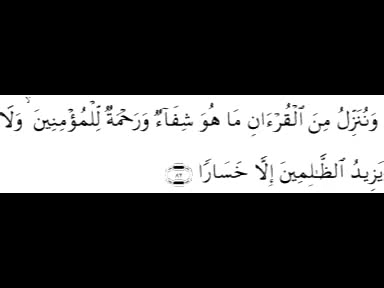 وَنُنَزِّلُ مِنَ ٱلْقُرْءَانِ مَا هُوَ شِفَآءٌ وَرَحْمَةٌ لِّلْمُؤْمِنِينَ ۙ وَلَا
يَزِيدُ ٱلظَّـٰلِمِينَ إِلَّا خَسَارًا ٨٢